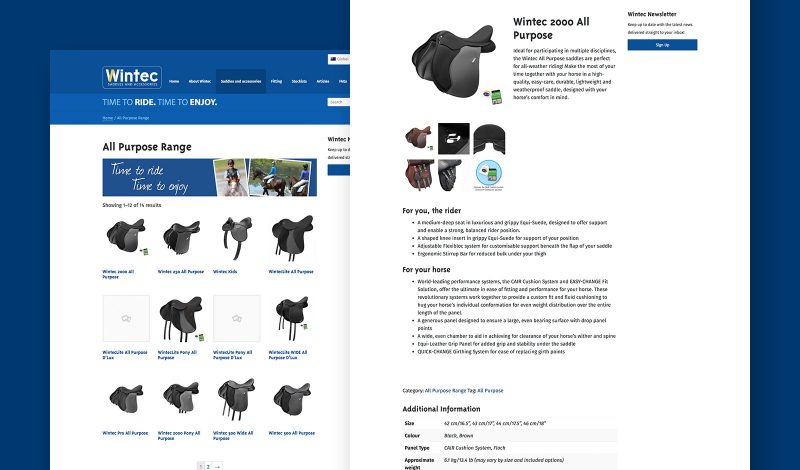 Global
Wintec
SADDLES AND ACCESSORIES
Home
About Wintec
Saddles and accessories
Fitting
Stockists
Articles
Meta
TIME TO RIDE. TIME TO ENJOY.
Search
Home / All Purpose Range
All Purpose Range
Time to ride
Time to enjoy
Showing 1–12 of 14 results
Wintec 2000 All
Purpose
Wintec 250 All Purpose
Wintec Kids
WintecLite All Purpose
WintecLite All Purpose
D'Lux
WintecLite Pony All
Purpose
WintecLite Pony All
Purpose D'Lux
WintecLite WIDE All
Purpose
Wintec Pro All Purpose
Wintec 2000 Pony All
Purpose
Wintec 500 Wide All
Purpose
Wintec 500 All Purpose
1 2 →
Wintec N
Keep up to d
delivered st
Wintec 2000 All
Purpose
Ideal for participating in multiple disciplines,
the Wintec All Purpose saddles are perfect
for all-weather riding! Make the most of your
time together with your horse in a high-
quality, easy-care, durable, lightweight and
weatherproof saddle, designed with your
horse's comfort in mind.
Wintec Newsletter
Keep up to date with the latest news
delivered straight to your inbox!
Sign Up
For you, the rider
• A medium-deep seat in luxurious and grippy Equi-Suede, designed to offer support
and enable a strong, balanced rider position.
• A shaped knee insert in grippy Equi-Suede for support of your position
• Adjustable Flexibloc system for customisable support beneath the flap of your saddle
• Ergonomic Stirrup Bar for reduced bulk under your thigh
For your horse
• World-leading performance systems, the CAIR Cushion System and EASY-CHANGE Fit
Solution, offer the ultimate in ease of fitting and performance for your horse. These
revolutionary systems work together to provide a custom fit and fluid cushioning to
hug your horse's individual conformation for even weight distribution over the entire
length of the panel.
• A generous panel designed to ensure a large, even bearing surface with drop panel
points
• A wide, even chamber to aid in achieving for clearance of your horse's wither and spine
• Equi-Leather Grip Panel for added grip and stability under the saddle
• QUICK-CHANGE Girthing System for ease of replacing girth points
Category: All Purpose Range Tag: All Purpose
Additional Information
Size 42 cm/16.5", 43 cm/17", 44 cm/17.5", 46 cm/18"
Colour Black, Brown
Panel Type CAIR Cushion System, Flock
Approximate
weight
6.1 kg/13.4 lb (may vary by size and included options)